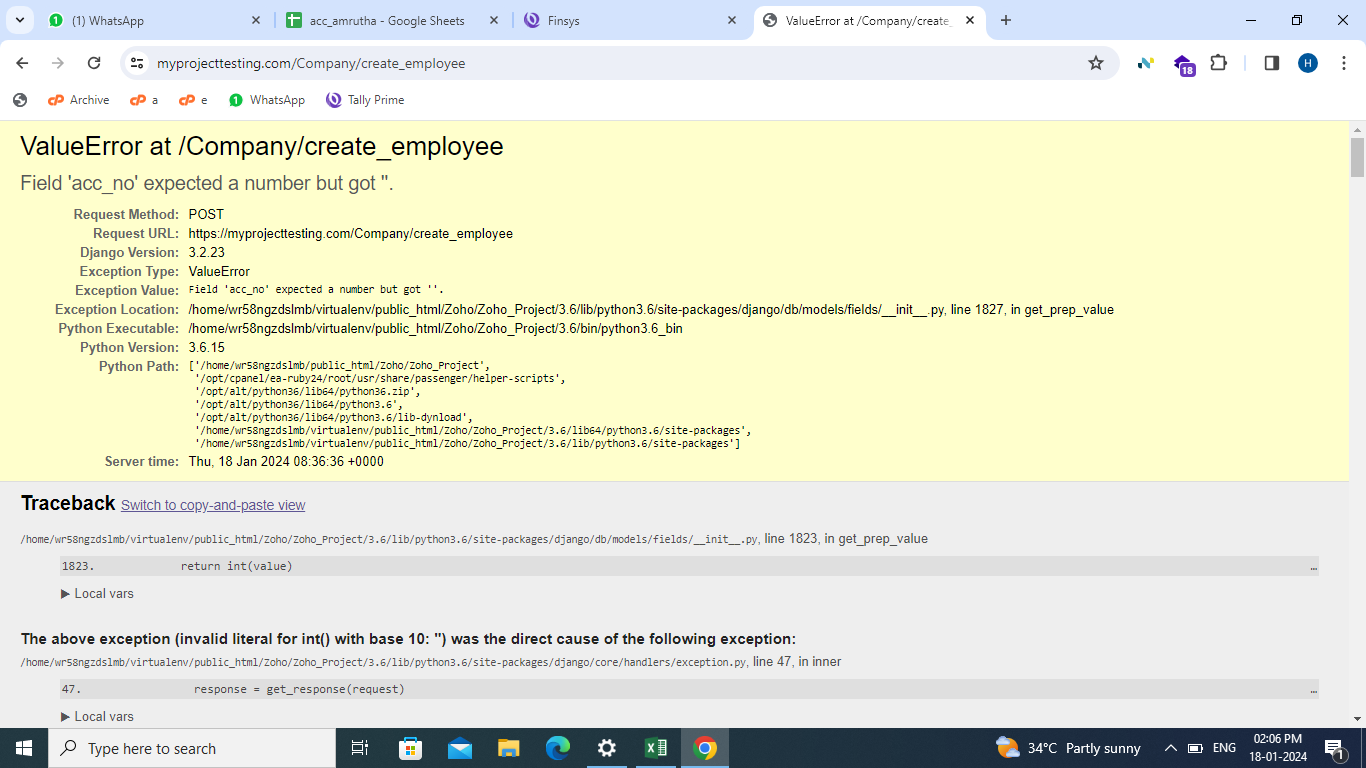 (1) WhatsApp
acc_amrutha - Google Sheets
Finsys
ValueError at /Company/create_
myprojecttesting.com/Company/create_employee
18
H
Archive
a
e
WhatsApp
Tally Prime
ValueError at /Company/create_employee
Field 'acc_no' expected a number but got ''.
Request Method: POST
Request URL: https://myprojecttesting.com/Company/create_employee
Django Version: 3.2.23
Exception Type: ValueError
Exception Value: Field 'acc_no' expected a number but got ''.
Exception Location: /home/wr58ngzdslmb/virtualenv/public_html/Zoho/Zoho_Project/3.6/lib/python3.6/site-packages/django/db/models/fields/__init__.py, line 1827, in get_prep_value
Python Executable: /home/wr58ngzdslmb/virtualenv/public_html/Zoho/Zoho_Project/3.6/bin/python3.6_bin
Python Version: 3.6.15
Python Path: ['/home/wr58ngzdslmb/public_html/Zoho/Zoho_Project',
'/opt/cpanel/ea-ruby24/root/usr/share/passenger/helper-scripts',
'/opt/alt/python36/lib64/python36.zip',
'/opt/alt/python36/lib64/python3.6',
'/opt/alt/python36/lib64/python3.6/lib-dynload',
'/home/wr58ngzdslmb/virtualenv/public_html/Zoho/Zoho_Project/3.6/lib64/python3.6/site-packages',
'/home/wr58ngzdslmb/virtualenv/public_html/Zoho/Zoho_Project/3.6/lib/python3.6/site-packages']
Server time: Thu, 18 Jan 2024 08:36:36 +0000
Traceback Switch to copy-and-paste view
/home/wr58ngzdslmb/virtualenv/public_html/Zoho/Zoho_Project/3.6/lib/python3.6/site-packages/django/db/models/fields/__init__.py, line 1823, in get_prep_value
1823. return int(value) …
▶ Local vars
The above exception (invalid literal for int() with base 10: '') was the direct cause of the following exception:
/home/wr58ngzdslmb/virtualenv/public_html/Zoho/Zoho_Project/3.6/lib/python3.6/site-packages/django/core/handlers/exception.py, line 47, in inner
47. response = get_response(request) …
▶ Local vars
Type here to search
34°C Partly sunny
ENG
02:06 PM
18-01-2024
1